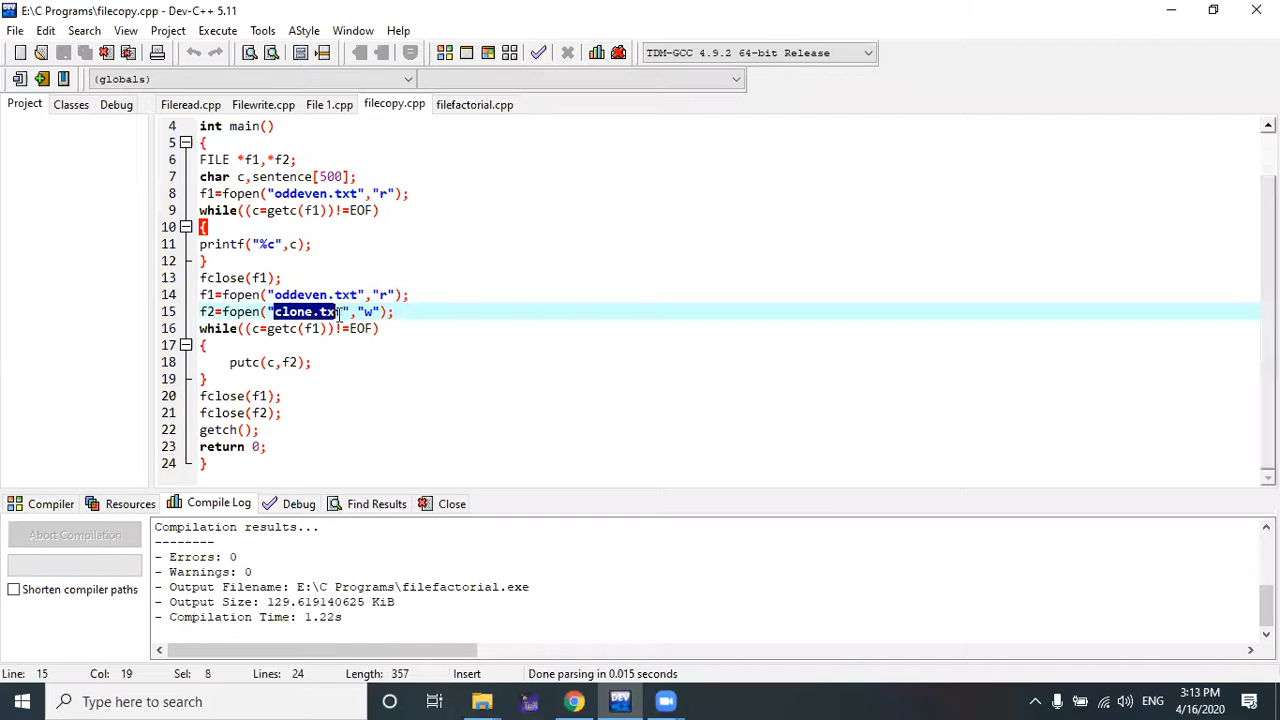 E:\C Programs\filecopy.cpp - Dev-C++ 5.11
File Edit Search View Project Execute Tools AStyle Window Help
TDM-GCC 4.9.2 64-bit Release
(globals)
Project Classes Debug
Fileread.cpp Filewrite.cpp File 1.cpp filecopy.cpp filefactorial.cpp
4 int main()
5 {
6 FILE *f1,*f2;
7 char c,sentence[500];
8 f1=fopen("oddeven.txt","r");
9 while((c=getc(f1))!=EOF)
10 {
11 printf("%c",c);
12 }
13 fclose(f1);
14 f1=fopen("oddeven.txt","r");
15 f2=fopen("clone.txt","w");
16 while((c=getc(f1))!=EOF)
17 {
18 putc(c,f2);
19 }
20 fclose(f1);
21 fclose(f2);
22 getch();
23 return 0;
24 }
Compiler Resources Compile Log Debug Find Results Close
Abort Compilation
Shorten compiler paths
Compilation results...
--------
- Errors: 0
- Warnings: 0
- Output Filename: E:\C Programs\filefactorial.exe
- Output Size: 129.619140625 KiB
- Compilation Time: 1.22s
Line: 15 Col: 19 Sel: 8 Lines: 24 Length: 357 Insert Done parsing in 0.015 seconds
Type here to search
DEV
ENG
3:13 PM
4/16/2020